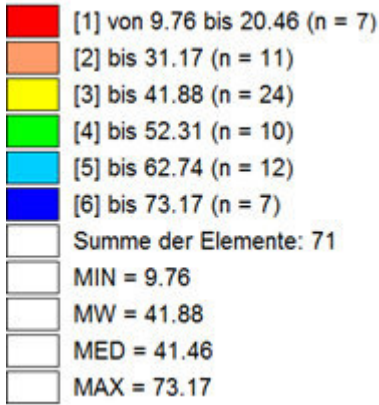 [1] von 9.76 bis 20.46 (n = 7)
[2] bis 31.17 (n = 11)
[3] bis 41.88 (n = 24)
[4] bis 52.31 (n = 10)
[5] bis 62.74 (n = 12)
[6] bis 73.17 (n = 7)
Summe der Elemente: 71
MIN = 9.76
MW = 41.88
MED = 41.46
MAX = 73.17